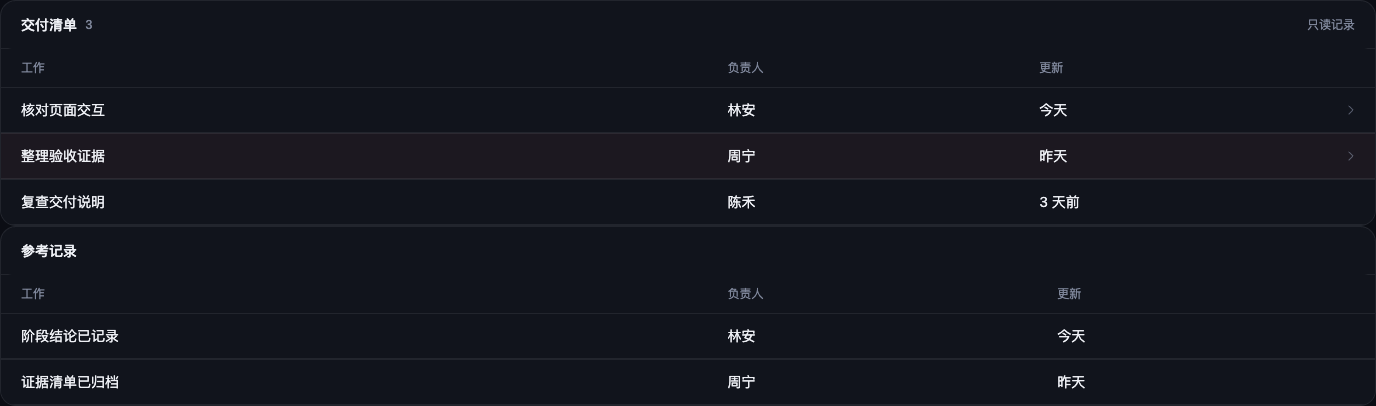 交付清单 3 只读记录
工作 负责人 更新
核对页面交互 林安 今天
整理验收证据 周宁 昨天
复查交付说明 陈禾 3 天前
参考记录
工作 负责人 更新
阶段结论已记录 林安 今天
证据清单已归档 周宁 昨天